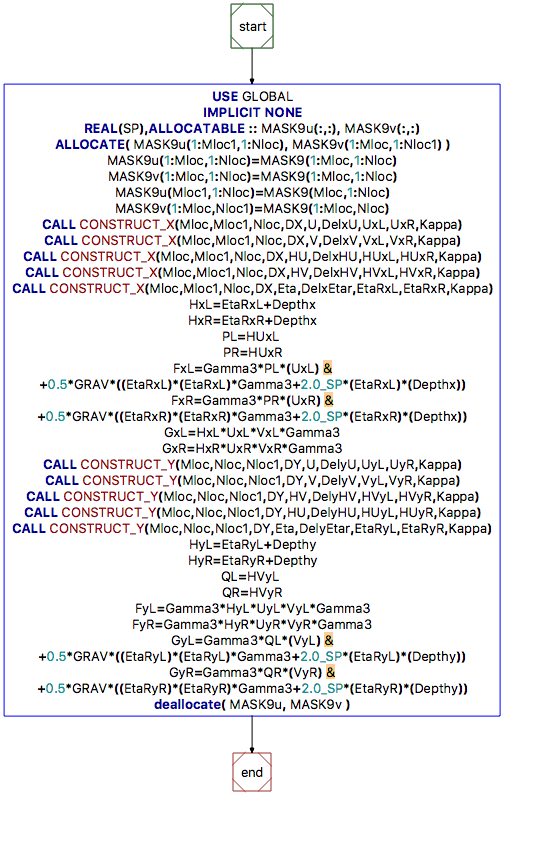 start
USE GLOBAL
IMPLICIT NONE
REAL(SP),ALLOCATABLE :: MASK9u(:,:), MASK9v(:,:)
ALLOCATE( MASK9u(1:Mloc1,1:Nloc), MASK9v(1:Mloc,1:Nloc1) )
MASK9u(1:Mloc,1:Nloc)=MASK9(1:Mloc,1:Nloc)
MASK9v(1:Mloc,1:Nloc)=MASK9(1:Mloc,1:Nloc)
MASK9u(Mloc1,1:Nloc)=MASK9(Mloc,1:Nloc)
MASK9v(1:Mloc,Nloc1)=MASK9(1:Mloc,Nloc)
CALL CONSTRUCT_X(Mloc,Mloc1,Nloc,DX,U,DelxU,UxL,UxR,Kappa)
CALL CONSTRUCT_X(Mloc,Mloc1,Nloc,DX,V,DelxV,VxL,VxR,Kappa)
CALL CONSTRUCT_X(Mloc,Mloc1,Nloc,DX,HU,DelxHU,HUxL,HUxR,Kappa)
CALL CONSTRUCT_X(Mloc,Mloc1,Nloc,DX,HV,DelxHV,HVxL,HVxR,Kappa)
CALL CONSTRUCT_X(Mloc,Mloc1,Nloc,DX,Eta,DelxEtar,EtaRxL,EtaRxR,Kappa)
HxL=EtaRxL+Depthx
HxR=EtaRxR+Depthx
PL=HUxL
PR=HUxR
FxL=Gamma3*PL*(UxL) &
+0.5*GRAV*((EtaRxL)*(EtaRxL)*Gamma3+2.0_SP*(EtaRxL)*(Depthx))
FxR=Gamma3*PR*(UxR) &
+0.5*GRAV*((EtaRxR)*(EtaRxR)*Gamma3+2.0_SP*(EtaRxR)*(Depthx))
GxL=HxL*UxL*VxL*Gamma3
GxR=HxR*UxR*VxR*Gamma3
CALL CONSTRUCT_Y(Mloc,Nloc,Nloc1,DY,U,DelyU,UyL,UyR,Kappa)
CALL CONSTRUCT_Y(Mloc,Nloc,Nloc1,DY,V,DelyV,VyL,VyR,Kappa)
CALL CONSTRUCT_Y(Mloc,Nloc,Nloc1,DY,HV,DelyHV,HVyL,HVyR,Kappa)
CALL CONSTRUCT_Y(Mloc,Nloc,Nloc1,DY,HU,DelyHU,HUyL,HUyR,Kappa)
CALL CONSTRUCT_Y(Mloc,Nloc,Nloc1,DY,Eta,DelyEtar,EtaRyL,EtaRyR,Kappa)
HyL=EtaRyL+Depthy
HyR=EtaRyR+Depthy
QL=HVyL
QR=HVyR
FyL=Gamma3*HyL*UyL*VyL*Gamma3
FyR=Gamma3*HyR*UyR*VyR*Gamma3
GyL=Gamma3*QL*(VyL) &
+0.5*GRAV*((EtaRyL)*(EtaRyL)*Gamma3+2.0_SP*(EtaRyL)*(Depthy))
GyR=Gamma3*QR*(VyR) &
+0.5*GRAV*((EtaRyR)*(EtaRyR)*Gamma3+2.0_SP*(EtaRyR)*(Depthy))
deallocate( MASK9u, MASK9v )
end